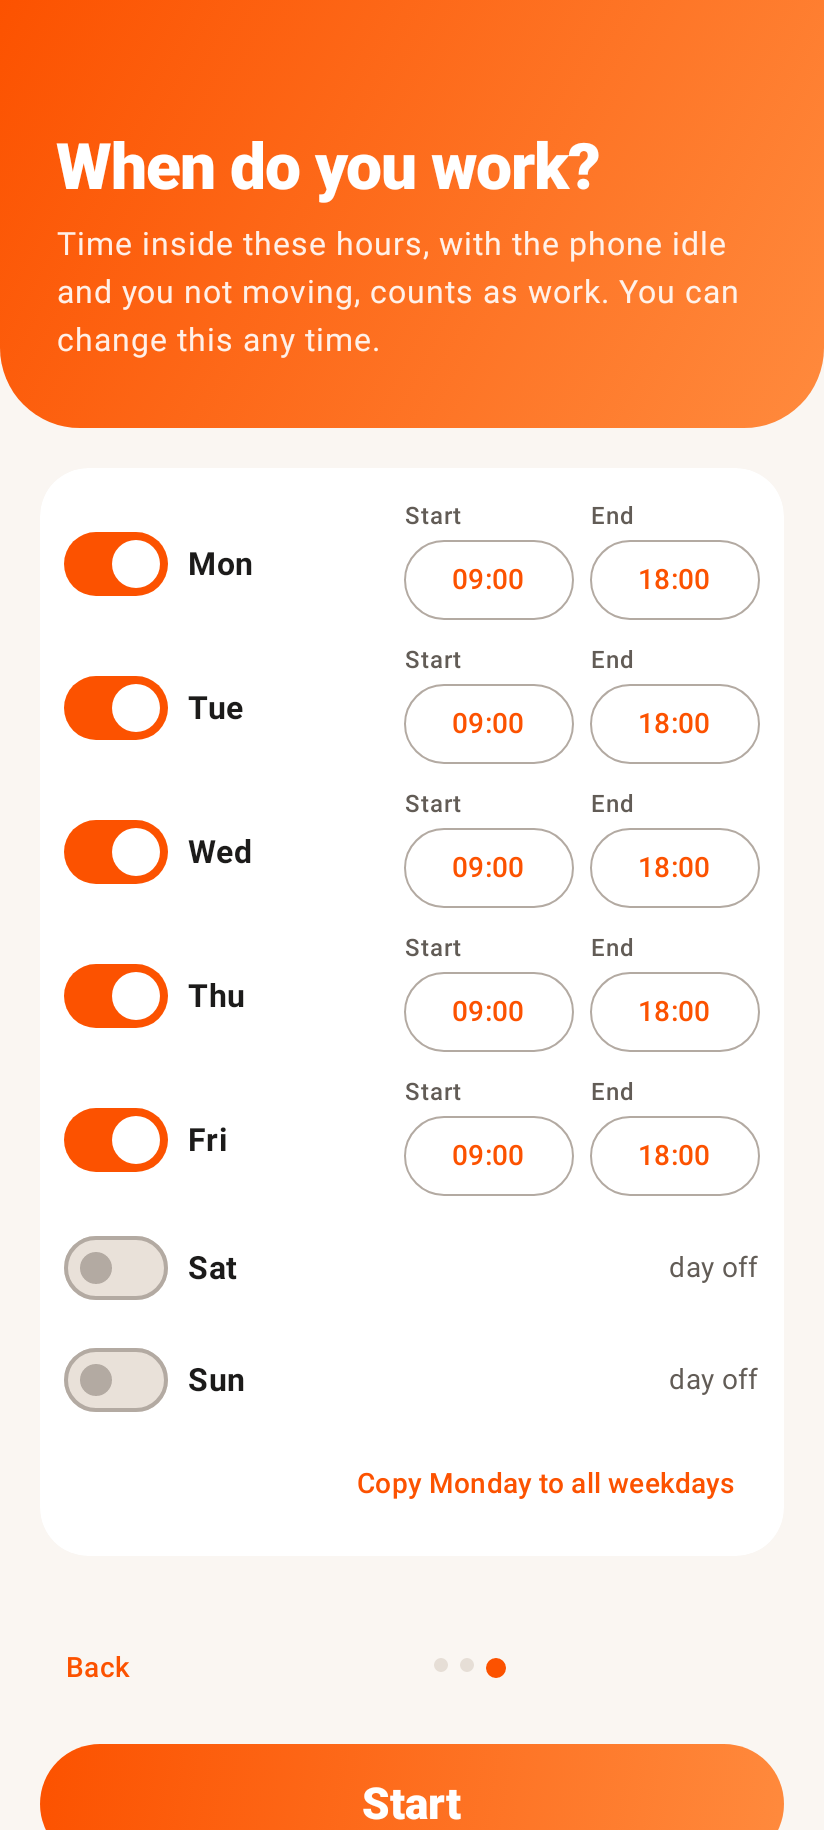 When do you work?
Time inside these hours, with the phone idle
and you not moving, counts as work. You can
change this any time.
Start End
Mon 09:00 18:00
Start End
Tue 09:00 18:00
Start End
Wed 09:00 18:00
Start End
Thu 09:00 18:00
Start End
Fri 09:00 18:00
Sat day off
Sun day off
Copy Monday to all weekdays
Back
Start